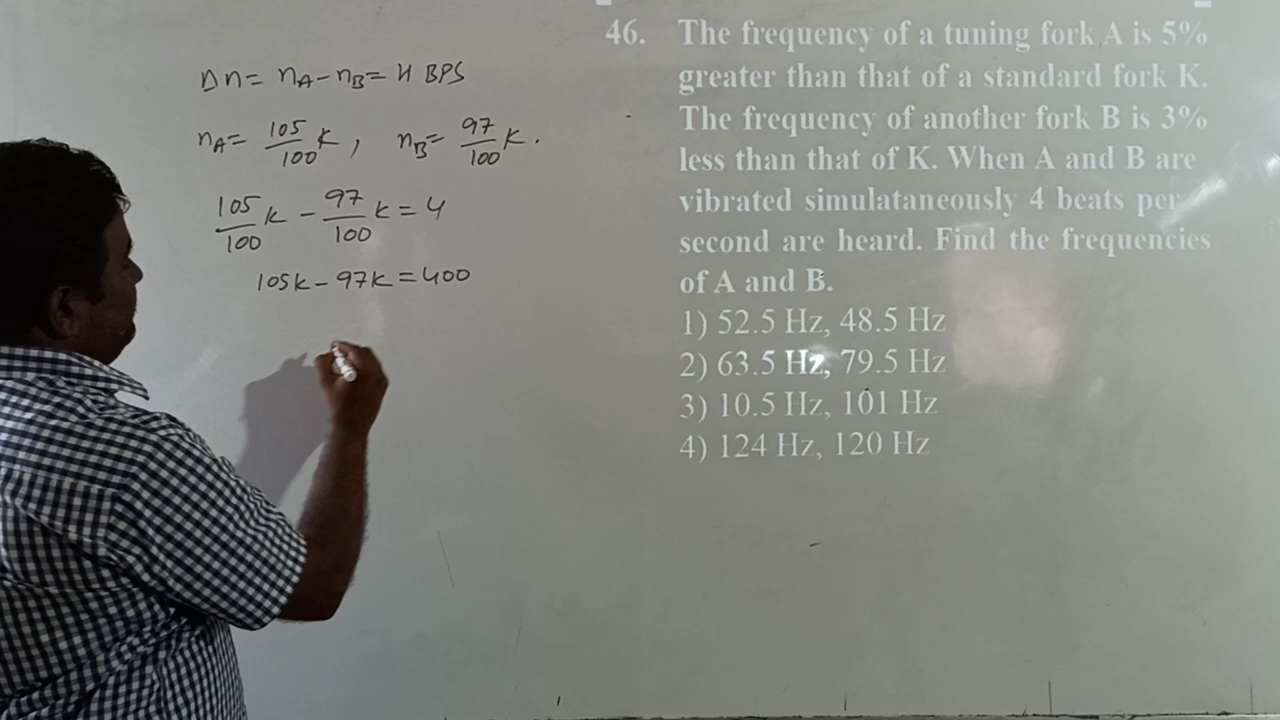 Δn = nA - nB = 4 BPS
nA = 105/100 K, nB = 97/100 K.
105/100 K - 97/100 K = 4
105K - 97K = 400
46. The frequency of a tuning fork A is 5%
greater than that of a standard fork K.
The frequency of another fork B is 3%
less than that of K. When A and B are
vibrated simulataneously 4 beats per
second are heard. Find the frequencies
of A and B.
1) 52.5 Hz, 48.5 Hz
2) 63.5 Hz, 79.5 Hz
3) 10.5 Hz, 101 Hz
4) 124 Hz, 120 Hz